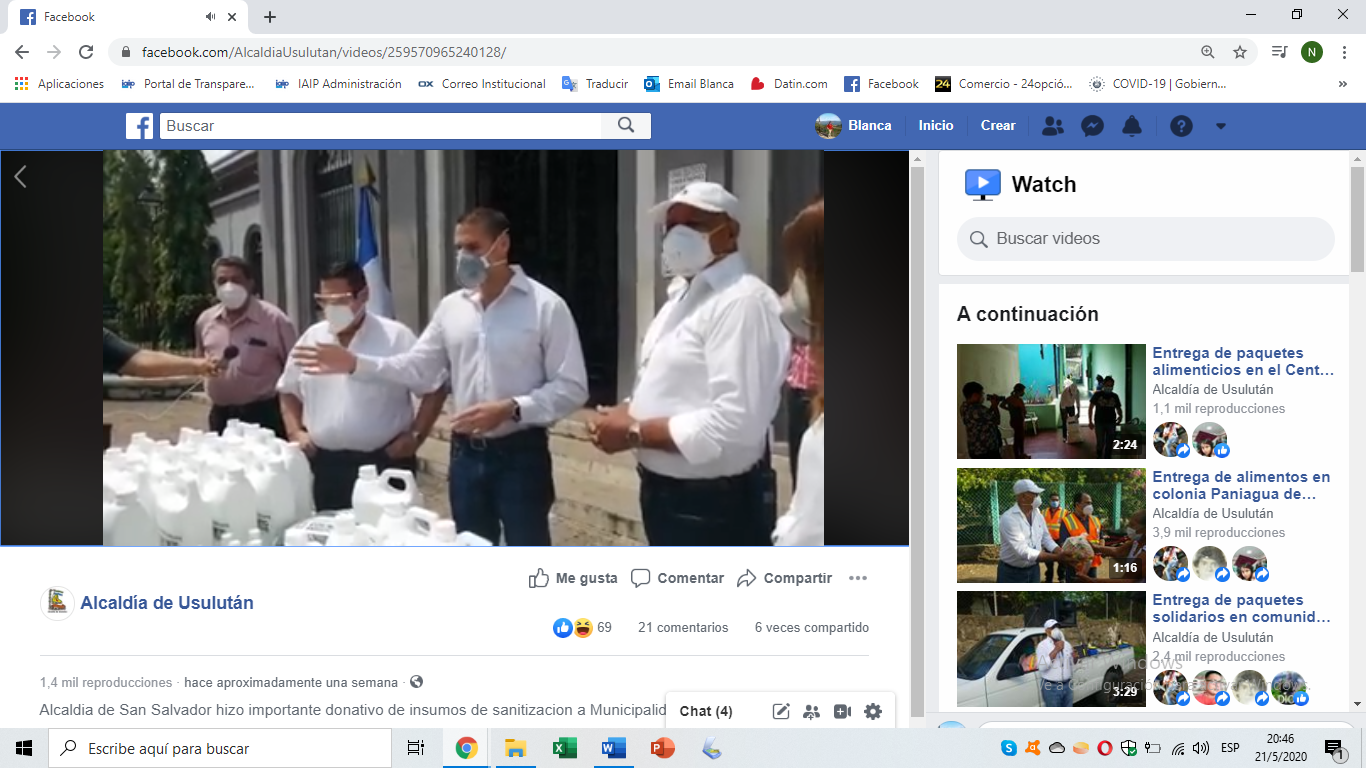 Facebook
facebook.com/AlcaldiaUsulutan/videos/259570965240128/
N
Aplicaciones
Portal de Transpare...
IAIP Administración
Correo Institucional
Traducir
Email Blanca
Datin.com
Facebook
24
Comercio - 24opció...
COVID-19 | Gobiern...
Buscar
Blanca
Inicio
Crear
Watch
Buscar videos
A continuación
Entrega de paquetes
alimenticios en el Cent...
Alcaldía de Usulután
1,1 mil reproducciones
2:24
Entrega de alimentos en
colonia Paniagua de...
Alcaldía de Usulután
3,9 mil reproducciones
1:16
Entrega de paquetes
solidarios en comunid...
Alcaldía de Usulután
2,4 mil reproducciones
3:29
Me gusta
Comentar
Compartir
Alcaldía de Usulután
69
21 comentarios
6 veces compartido
1,4 mil reproducciones · hace aproximadamente una semana ·
Alcaldia de San Salvador hizo importante donativo de insumos de sanitizacion a Municipalid
Chat (4)
Escribe aquí para buscar
ESP
20:46
21/5/2020
1